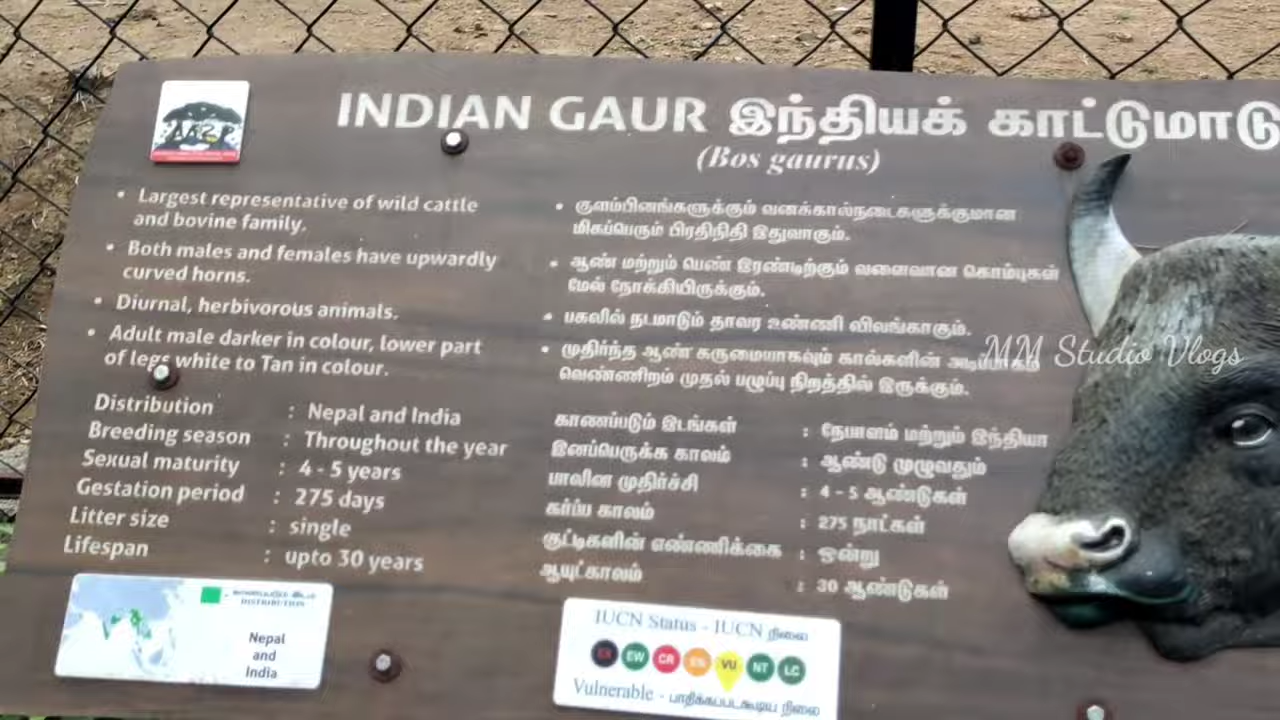 INDIAN GAUR இந்தியக் காட்டுமாடு
(Bos gaurus)
• Largest representative of wild cattle
and bovine family.
• Both males and females have upwardly
curved horns.
• Diurnal, herbivorous animals.
• Adult male darker in colour, lower part
of legs white to Tan in colour.
Distribution : Nepal and India
Breeding season : Throughout the year
Sexual maturity : 4 - 5 years
Gestation period : 275 days
Litter size : single
Lifespan : upto 30 years
• குளம்பினங்களுக்கும் வனக்கால்நடைகளுக்குமான
மிகப்பெரும் பிரதிநிதி இதுவாகும்.
• ஆண் மற்றும் பெண் இரண்டிற்கும் வளைவான கொம்புகள்
மேல் நோக்கியிருக்கும்.
• பகலில் நடமாடும் தாவர உண்ணி விலங்காகும்.
• முதிர்ந்த ஆண் கருமையாகவும் கால்களின் அடிபாகம்
வெண்ணிறம் முதல் பழுப்பு நிறத்தில் இருக்கும்.
காணப்படும் இடங்கள் : நேபாளம் மற்றும் இந்தியா
இனப்பெருக்க காலம் : ஆண்டு முழுவதும்
பாலின முதிர்ச்சி : 4 - 5 ஆண்டுகள்
கர்ப்ப காலம் : 275 நாட்கள்
குட்டிகளின் எண்ணிக்கை : ஒன்று
ஆயுட்காலம் : 30 ஆண்டுகள்
MM Studio Vlogs
DISTRIBUTION
Nepal
and
India
IUCN Status - IUCN நிலை
EX EW CR EN VU NT LC
Vulnerable - பாதிக்கப்படகூடிய நிலை